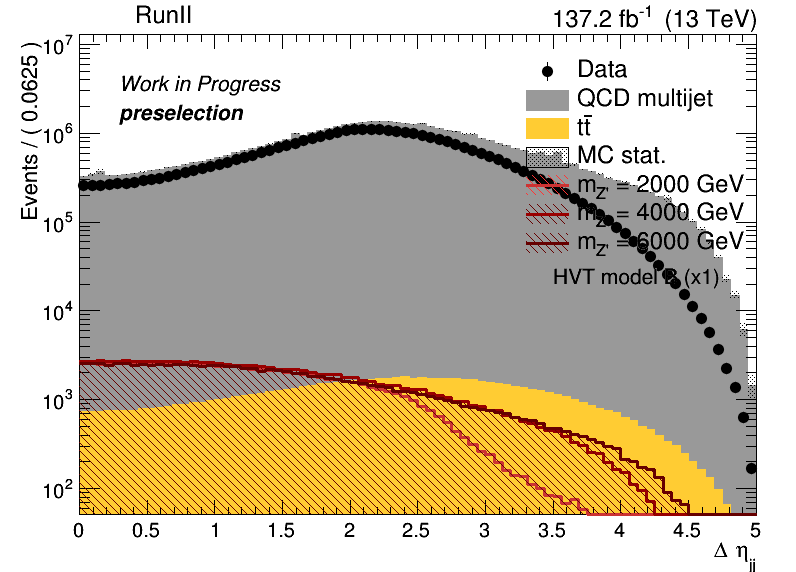 RunII
137.2 fb⁻¹ (13 TeV)
Events / ( 0.0625)
10⁷
10⁶
10⁵
10⁴
10³
10²
Work in Progress
preselection
Data
QCD multijet
tt̄
MC stat.
m_Z' = 2000 GeV
m_Z' = 4000 GeV
m_Z' = 6000 GeV
HVT model B (x1)
0 0.5 1 1.5 2 2.5 3 3.5 4 4.5 5
Δ η_jj